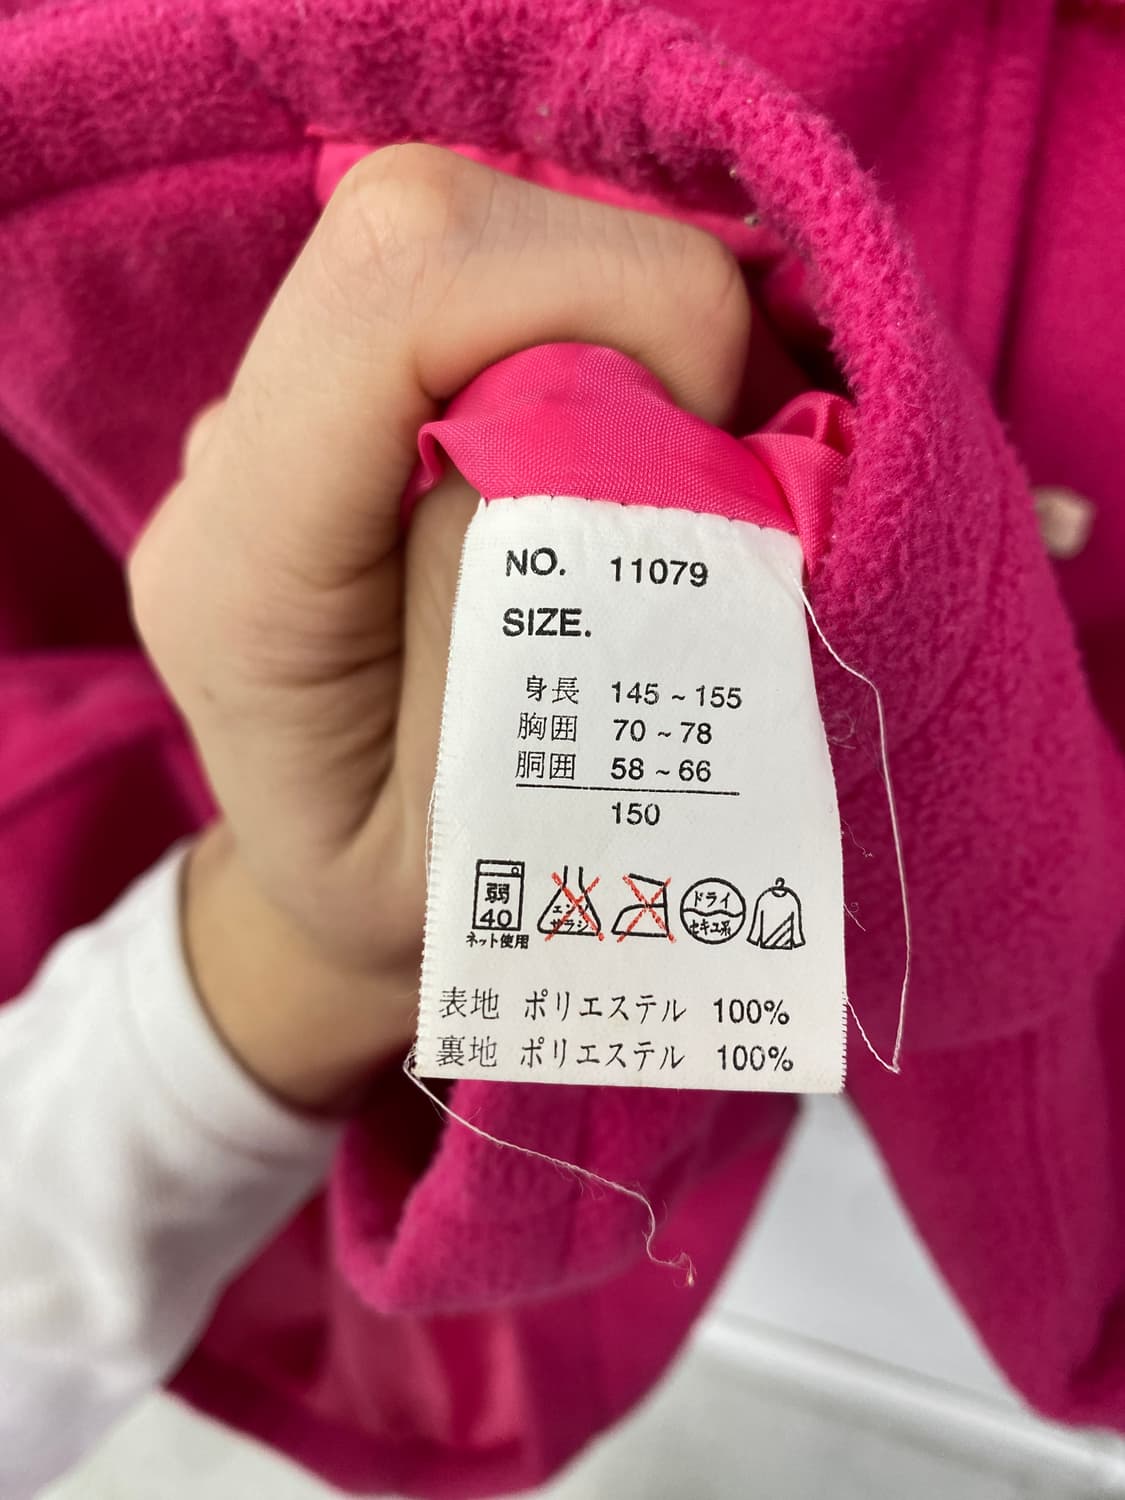 NO. 11079
SIZE.
身長 145 ~ 155
胸囲 70 ~ 78
胴囲 58 ~ 66
150
弱 40 エンソ サラシ ドライ セキユ系
ネット使用
表地 ポリエステル 100%
裏地 ポリエステル 100%